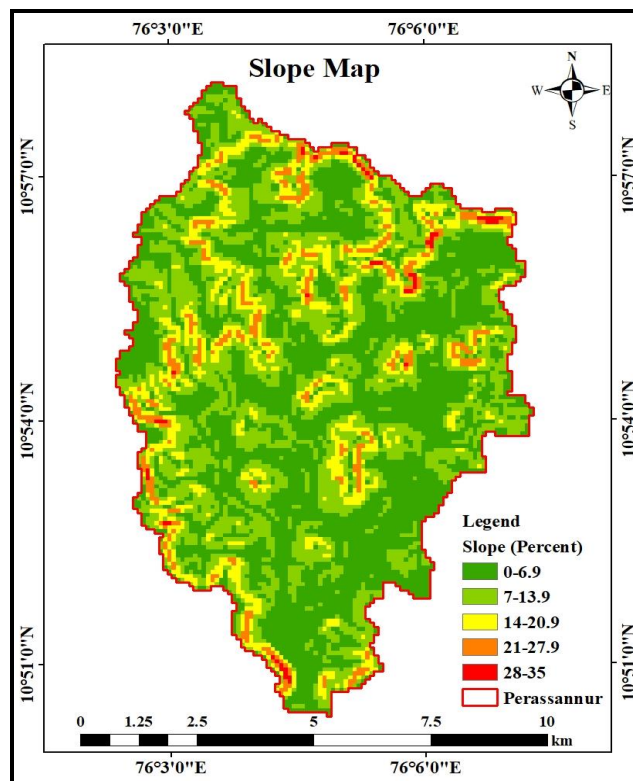 76°3'0"E 76°6'0"E
Slope Map
N
W E
S
10°57'0"N 10°57'0"N
10°54'0"N 10°54'0"N
10°51'0"N 10°51'0"N
Legend
Slope (Percent)
0-6.9
7-13.9
14-20.9
21-27.9
28-35
Perassannur
0 1.25 2.5 5 7.5 10
km
76°3'0"E 76°6'0"E